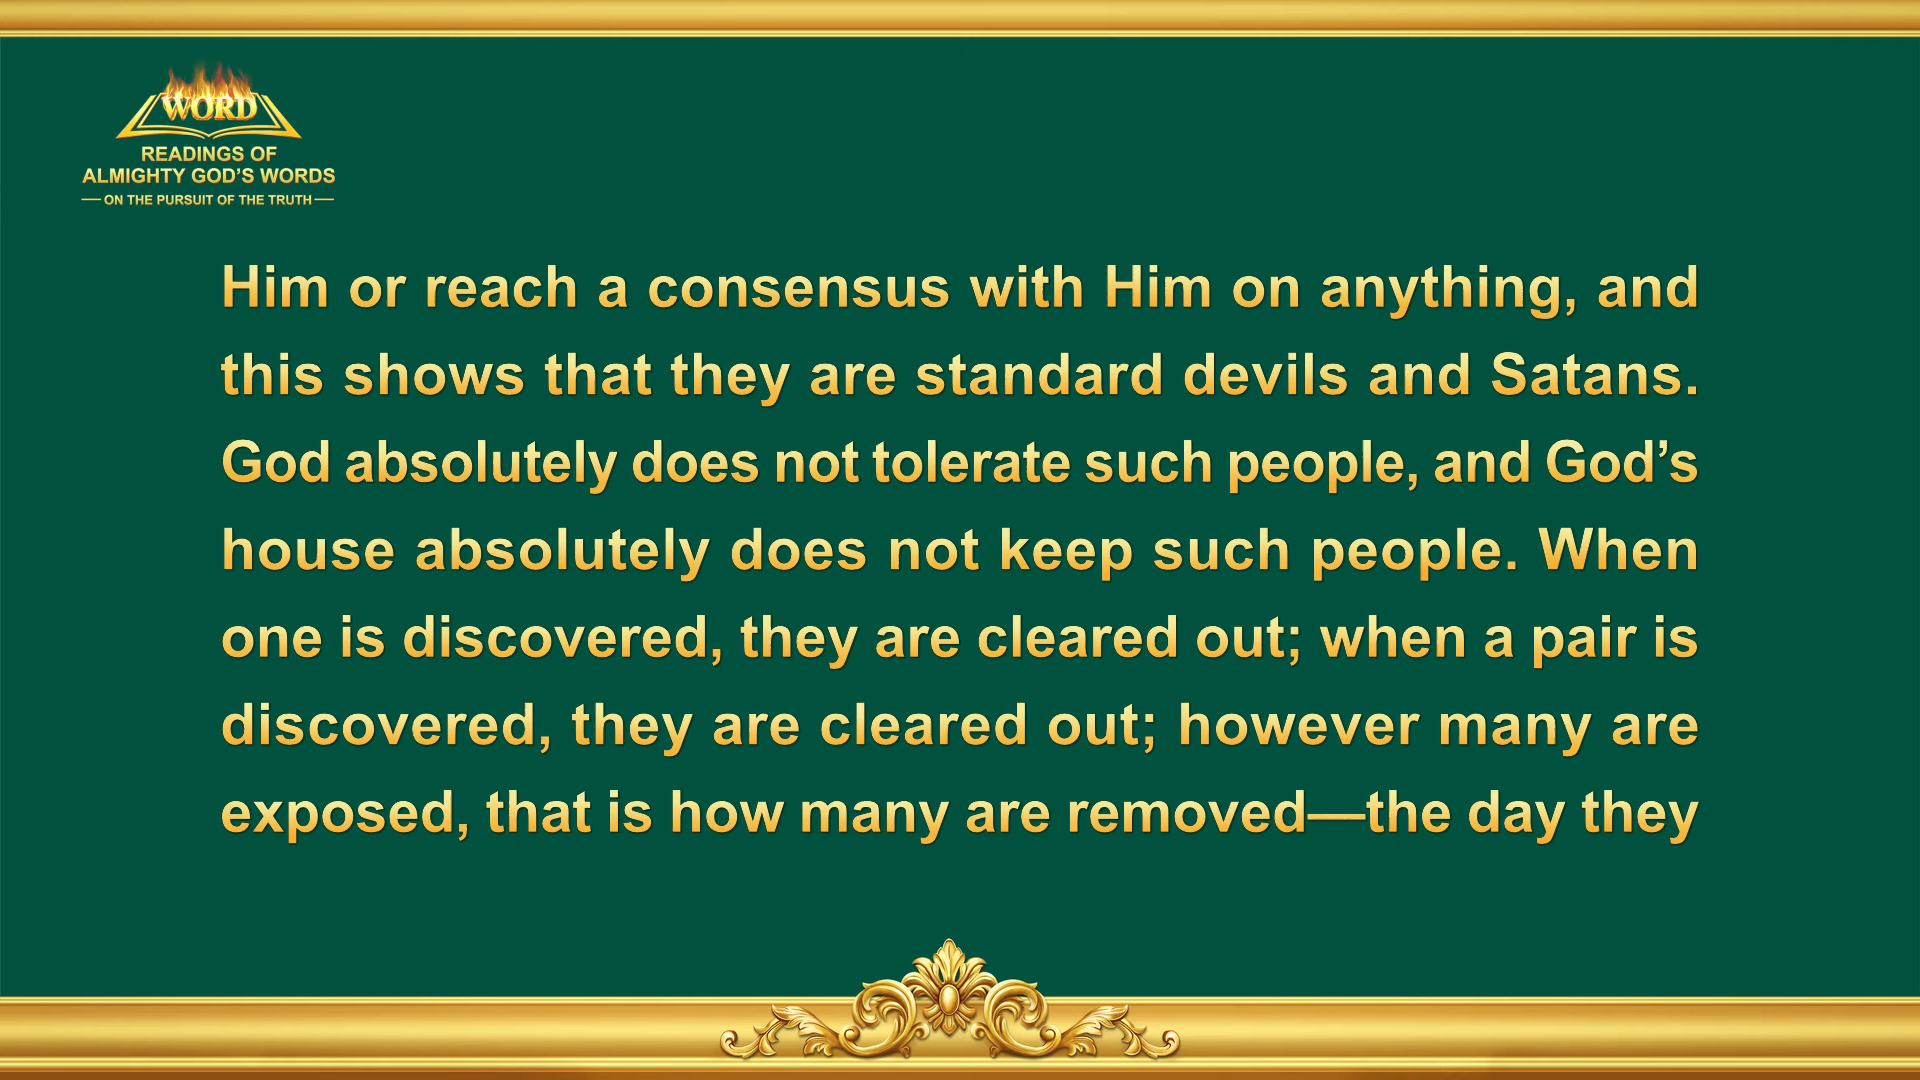 WORD
READINGS OF
ALMIGHTY GOD’S WORDS
— ON THE PURSUIT OF THE TRUTH —
Him or reach a consensus with Him on anything, and
this shows that they are standard devils and Satans.
God absolutely does not tolerate such people, and God’s
house absolutely does not keep such people. When
one is discovered, they are cleared out; when a pair is
discovered, they are cleared out; however many are
exposed, that is how many are removed—the day they